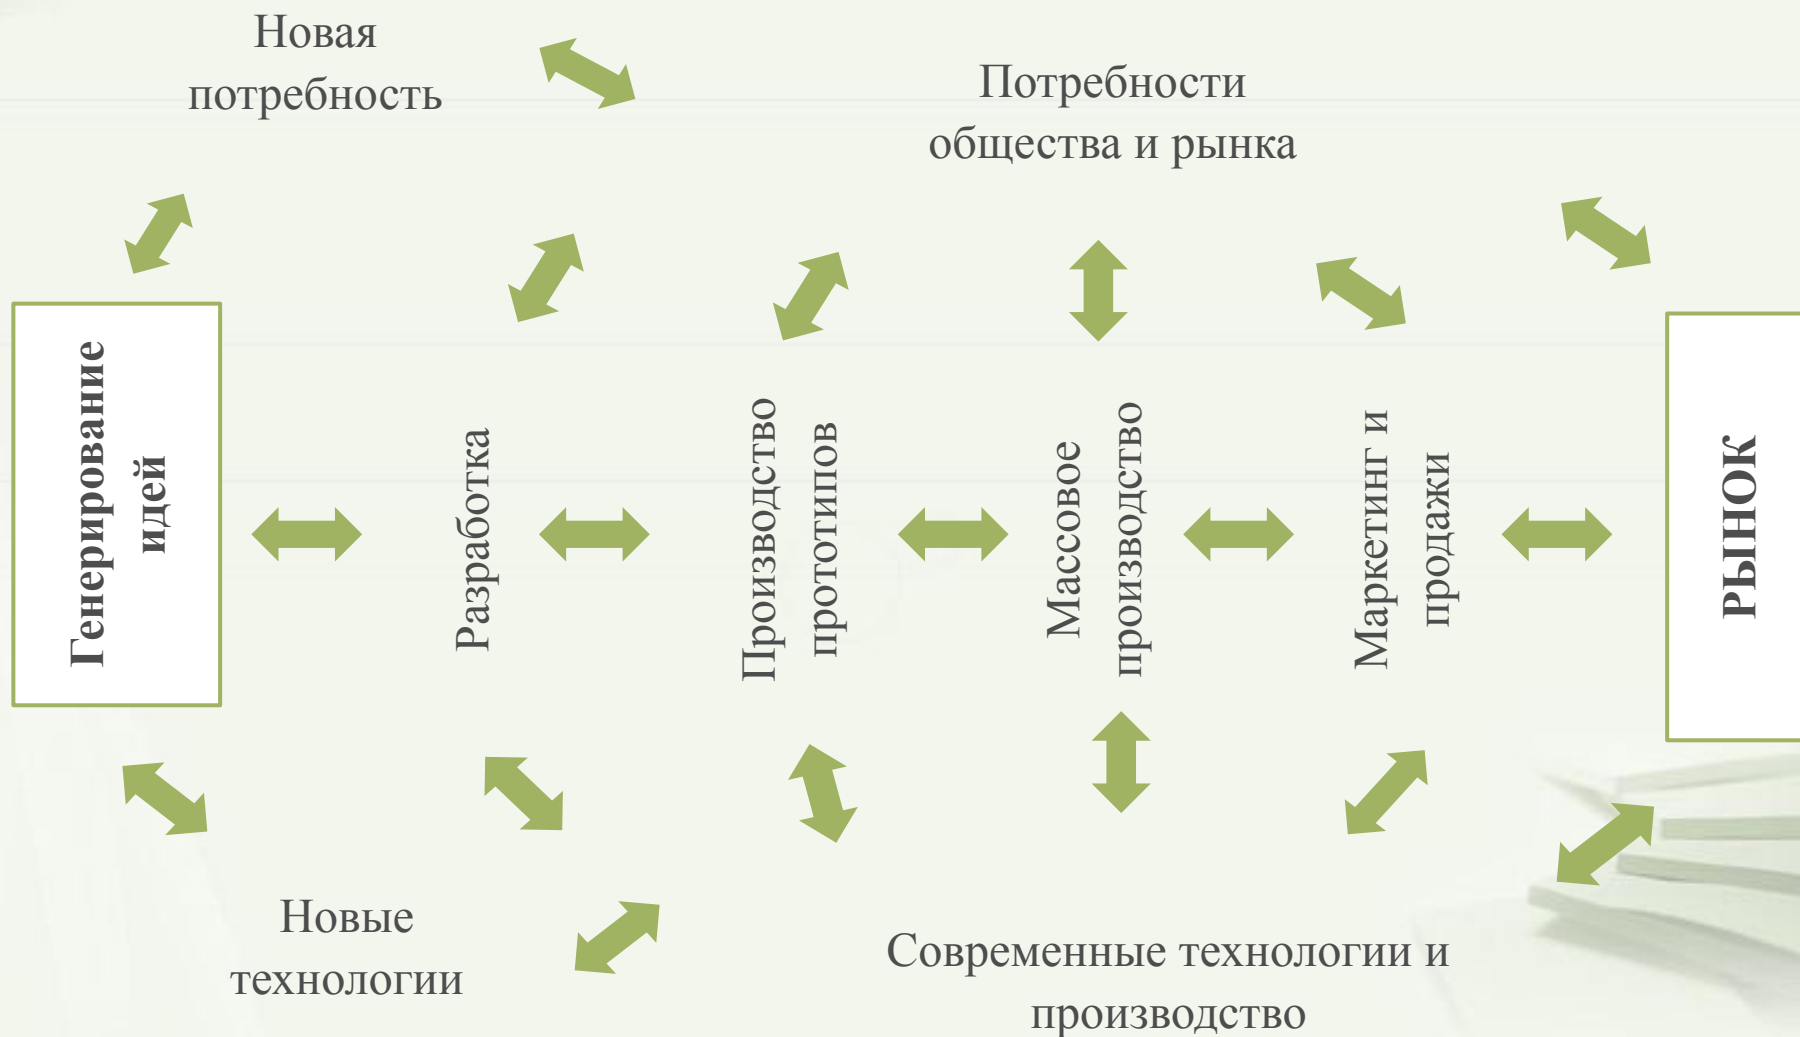 Новая
потребность
Потребности
общества и рынка
Генерирование
идей
Разработка
Производство
прототипов
Массовое
производство
Маркетинг и
продажи
РЫНОК
Новые
технологии
Современные технологии и
производство